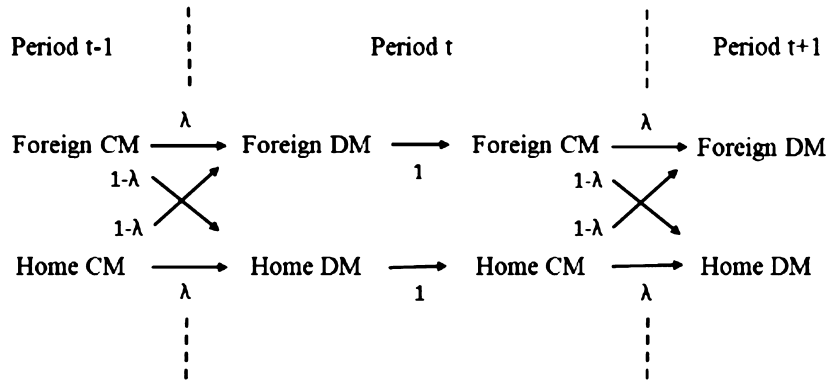 Period t-1 Period t Period t+1
λ λ
Foreign CM Foreign DM Foreign CM Foreign DM
1-λ 1 1-λ
1-λ 1-λ
Home CM Home DM Home CM Home DM
λ 1 λ